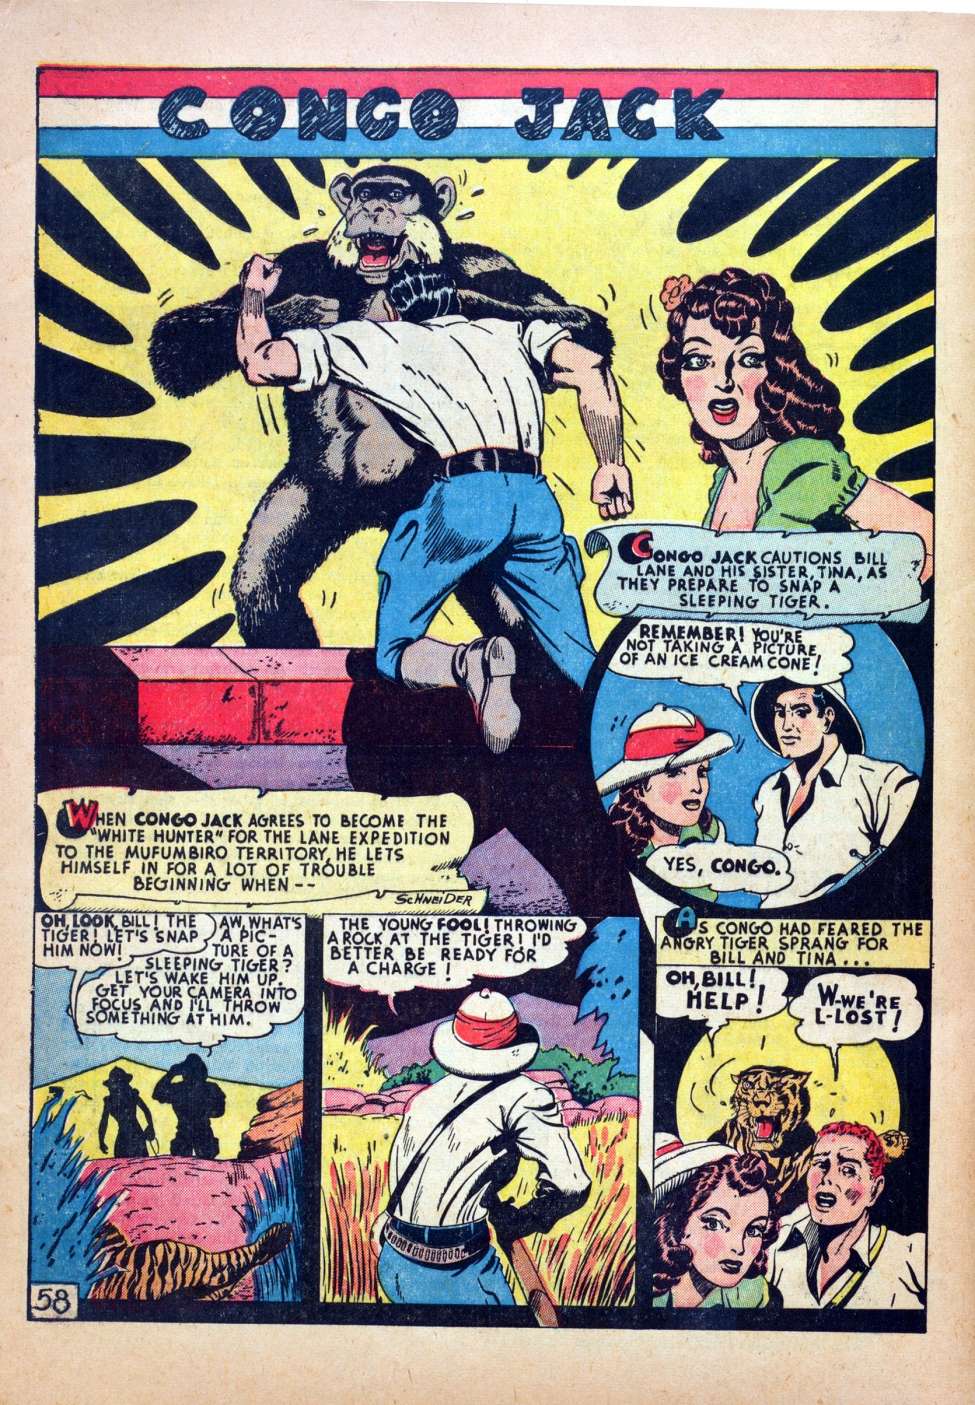 CONGO JACK
CONGO JACK CAUTIONS BILL
LANE AND HIS SISTER, TINA, AS
THEY PREPARE TO SNAP A
SLEEPING TIGER.
REMEMBER! YOU'RE
NOT TAKING A PICTURE
OF AN ICE CREAM CONE!
YES, CONGO.
WHEN CONGO JACK AGREES TO BECOME THE
"WHITE HUNTER" FOR THE LANE EXPEDITION
TO THE MUFUMBIRO TERRITORY, HE LETS
HIMSELF IN FOR A LOT OF TROUBLE
BEGINNING WHEN --
SCHNEIDER
OH, LOOK, BILL! THE
TIGER! LET'S SNAP
HIM NOW!
AW, WHAT'S
A PIC-
TURE OF A
SLEEPING TIGER?
LET'S WAKE HIM UP.
GET YOUR CAMERA INTO
FOCUS, AND I'LL THROW
SOMETHING AT HIM.
THE YOUNG FOOL! THROWING
A ROCK AT THE TIGER! I'D
BETTER BE READY FOR
A CHARGE!
AS CONGO HAD FEARED THE
ANGRY TIGER SPRANG FOR
BILL AND TINA...
OH, BILL!
HELP!
W-WE'RE
L-LOST!
58